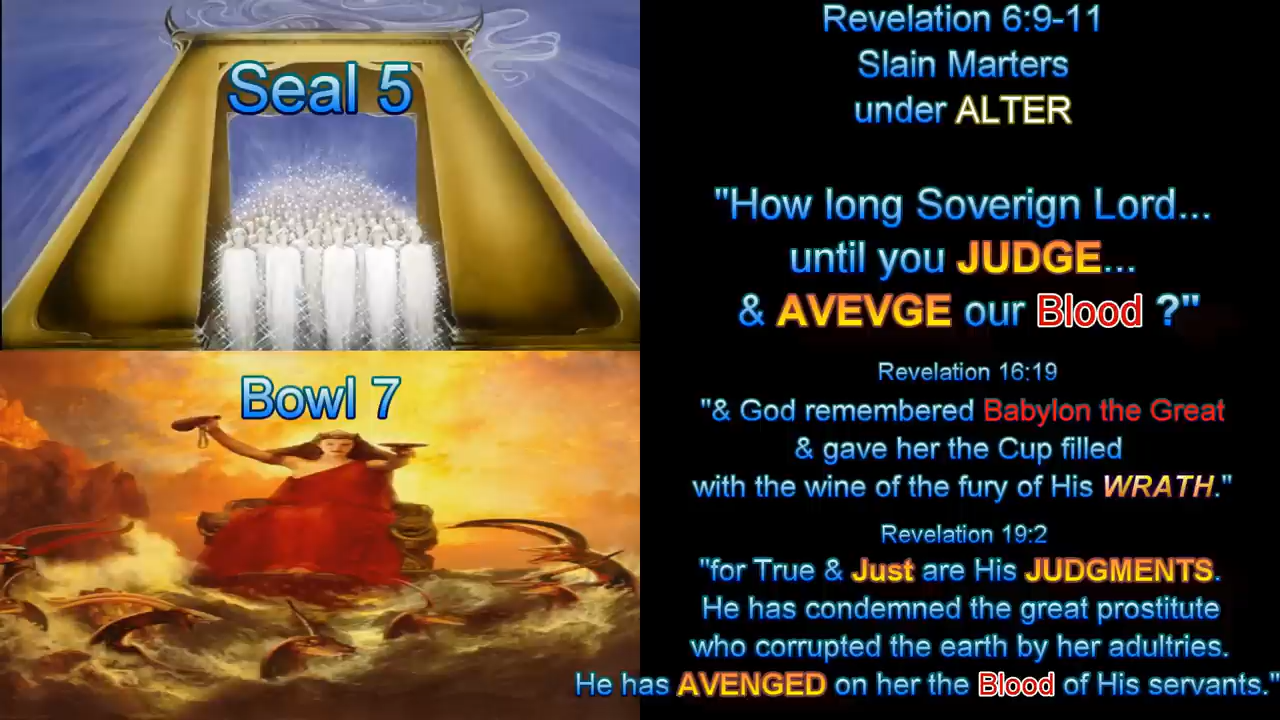 Seal 5
Bowl 7
Revelation 6:9-11
Slain Marters
under ALTER
"How long Soverign Lord...
until you JUDGE...
& AVEVGE our Blood ?"
Revelation 16:19
"& God remembered Babylon the Great
& gave her the Cup filled
with the wine of the fury of His WRATH."
Revelation 19:2
"for True & Just are His JUDGMENTS.
He has condemned the great prostitute
who corrupted the earth by her adultries.
He has AVENGED on her the Blood of His servants."